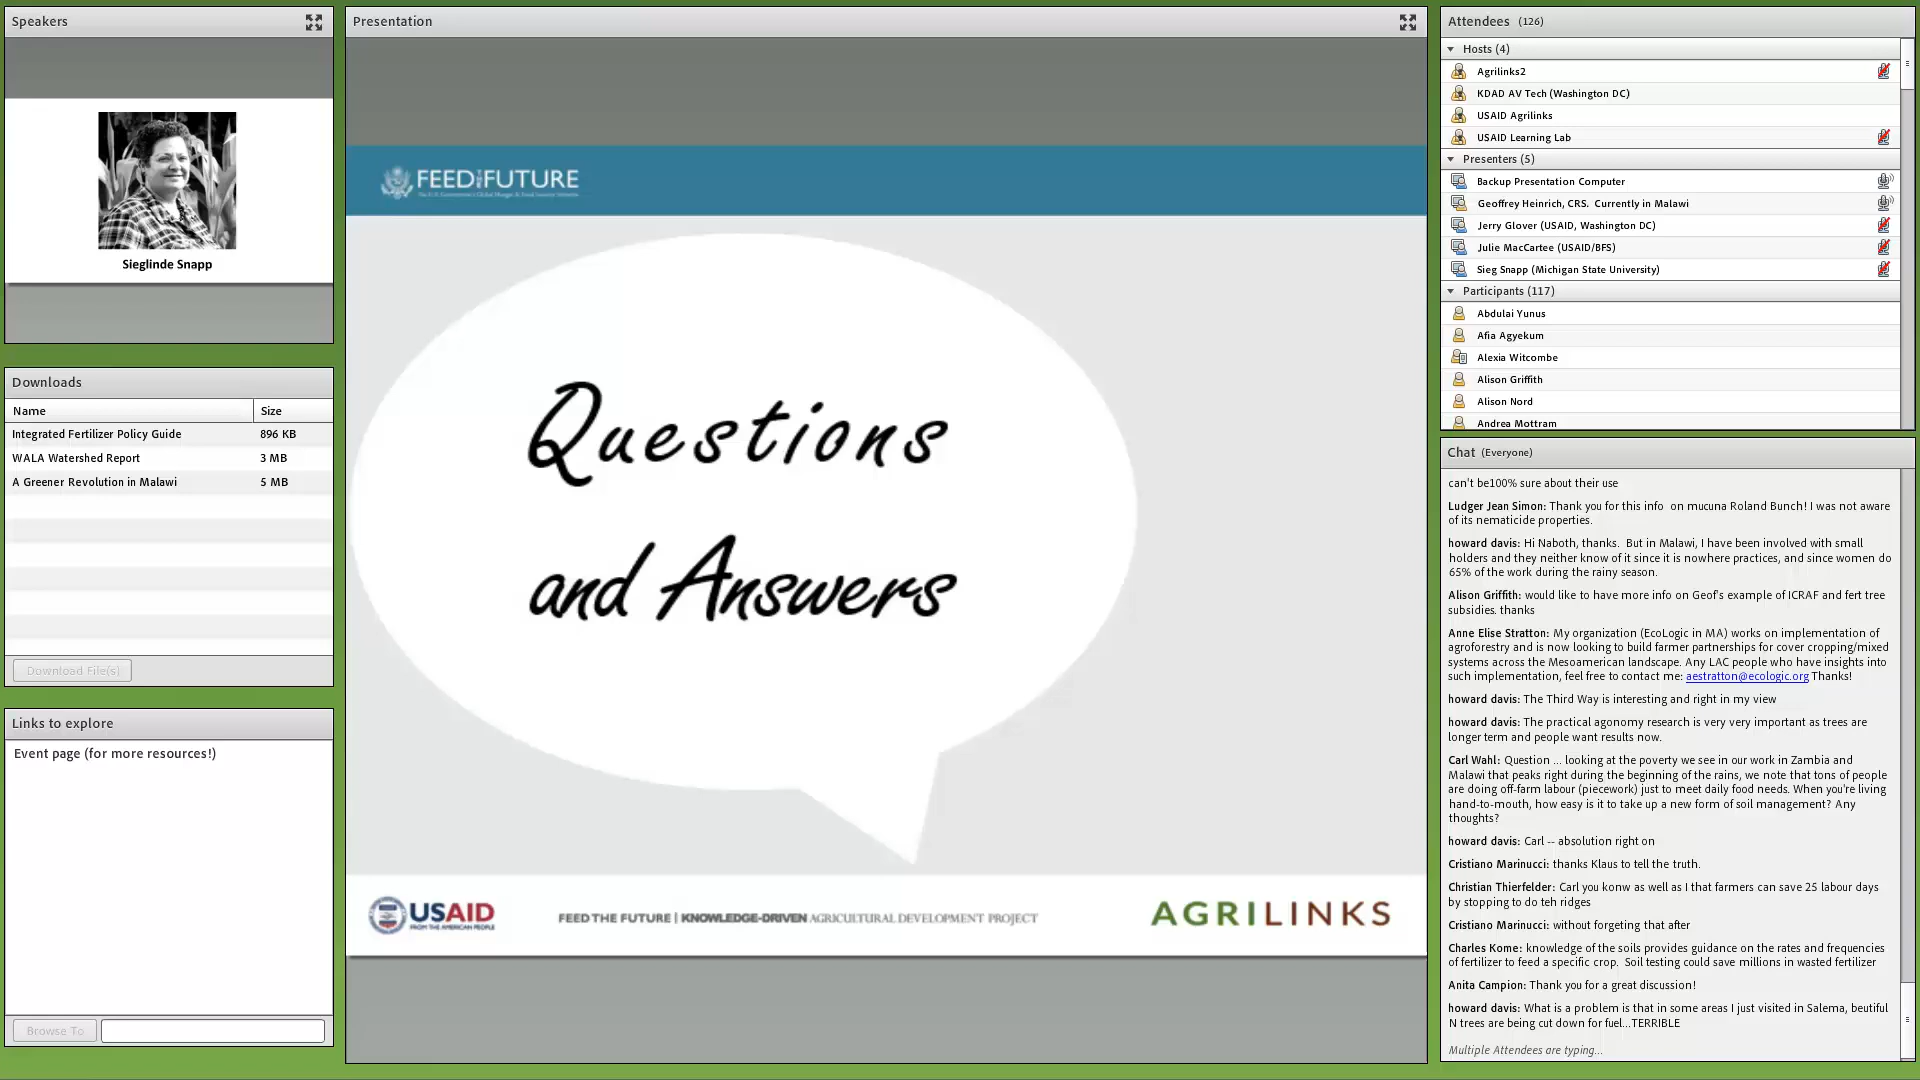 Speakers
Sieglinde Snapp
Downloads
Name Size
Integrated Fertilizer Policy Guide 896 KB
WALA Watershed Report 3 MB
A Greener Revolution in Malawi 5 MB
Download File(s)
Links to explore
Event page (for more resources!)
Browse To
Presentation
FEED THE FUTURE
Questions
and Answers
USAID
FROM THE AMERICAN PEOPLE
FEED THE FUTURE | KNOWLEDGE-DRIVEN AGRICULTURAL DEVELOPMENT PROJECT
AGRILINKS
Attendees (126)
Hosts (4)
Agrilinks2
KDAD AV Tech (Washington DC)
USAID Agrilinks
USAID Learning Lab
Presenters (5)
Backup Presentation Computer
Geoffrey Heinrich, CRS. Currently in Malawi
Jerry Glover (USAID, Washington DC)
Julie MacCartee (USAID/BFS)
Sieg Snapp (Michigan State University)
Participants (117)
Abdulai Yunus
Afia Agyekum
Alexia Witcombe
Alison Griffith
Alison Nord
Andrea Mottram
Chat (Everyone)
can't be100% sure about their use
Ludger Jean Simon: Thank you for this info on mucuna Roland Bunch! I was not aware
of its nematicide properties.
howard davis: Hi Naboth, thanks. But in Malawi, I have been involved with small
holders and they neither know of it since it is nowhere practices, and since women do
65% of the work during the rainy season.
Alison Griffith: would like to have more info on Geof's example of ICRAF and fert tree
subsidies. thanks
Anne Elise Stratton: My organization (EcoLogic in MA) works on implementation of
agroforestry and is now looking to build farmer partnerships for cover cropping/mixed
systems across the Mesoamerican landscape. Any LAC people who have insights into
such implementation, feel free to contact me: aestratton@ecologic.org Thanks!
howard davis: The Third Way is interesting and right in my view
howard davis: The practical agonomy research is very very important as trees are
longer term and people want results now.
Carl Wahl: Question ... looking at the poverty we see in our work in Zambia and
Malawi that peaks right during the beginning of the rains, we note that tons of people
are doing off-farm labour (piecework) just to meet daily food needs. When you're living
hand-to-mouth, how easy is it to take up a new form of soil management? Any
thoughts?
howard davis: Carl -- absolution right on
Cristiano Marinucci: thanks Klaus to tell the truth.
Christian Thierfelder: Carl you konw as well as I that farmers can save 25 labour days
by stopping to do teh ridges
Cristiano Marinucci: without forgeting that after
Charles Kome: knowledge of the soils provides guidance on the rates and frequencies
of fertilizer to feed a specific crop. Soil testing could save millions in wasted fertilizer
Anita Campion: Thank you for a great discussion!
howard davis: What is a problem is that in some areas I just visited in Salema, beutiful
N trees are being cut down for fuel...TERRIBLE
Multiple Attendees are typing...